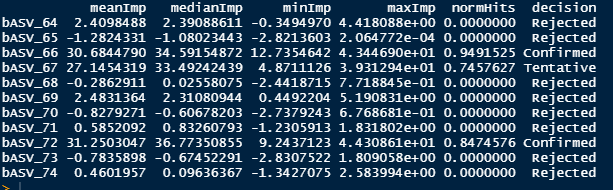 meanImp medianImp minImp maxImp normHits decision
bASV_64 2.4098488 2.39088611 -0.3494970 4.418088e+00 0.0000000 Rejected
bASV_65 -1.2824331 -1.08023443 -2.8213603 2.064772e-04 0.0000000 Rejected
bASV_66 30.6844790 34.59154872 12.7354642 4.344690e+01 0.9491525 Confirmed
bASV_67 27.1454319 33.49242439 4.8711126 3.931294e+01 0.7457627 Tentative
bASV_68 -0.2862911 0.02558075 -2.4418715 7.718845e-01 0.0000000 Rejected
bASV_69 2.4831364 2.31080944 0.4492204 5.190831e+00 0.0000000 Rejected
bASV_70 -0.8279271 -0.60678203 -2.7379243 6.768681e-01 0.0000000 Rejected
bASV_71 0.5852092 0.83260793 -1.2305913 1.831802e+00 0.0000000 Rejected
bASV_72 31.2503047 36.77350855 9.2437123 4.430861e+01 0.8474576 Confirmed
bASV_73 -0.7835898 -0.67452291 -2.8307522 1.809058e+00 0.0000000 Rejected
bASV_74 0.4601957 0.09636367 -1.3427075 2.583994e+00 0.0000000 Rejected
>